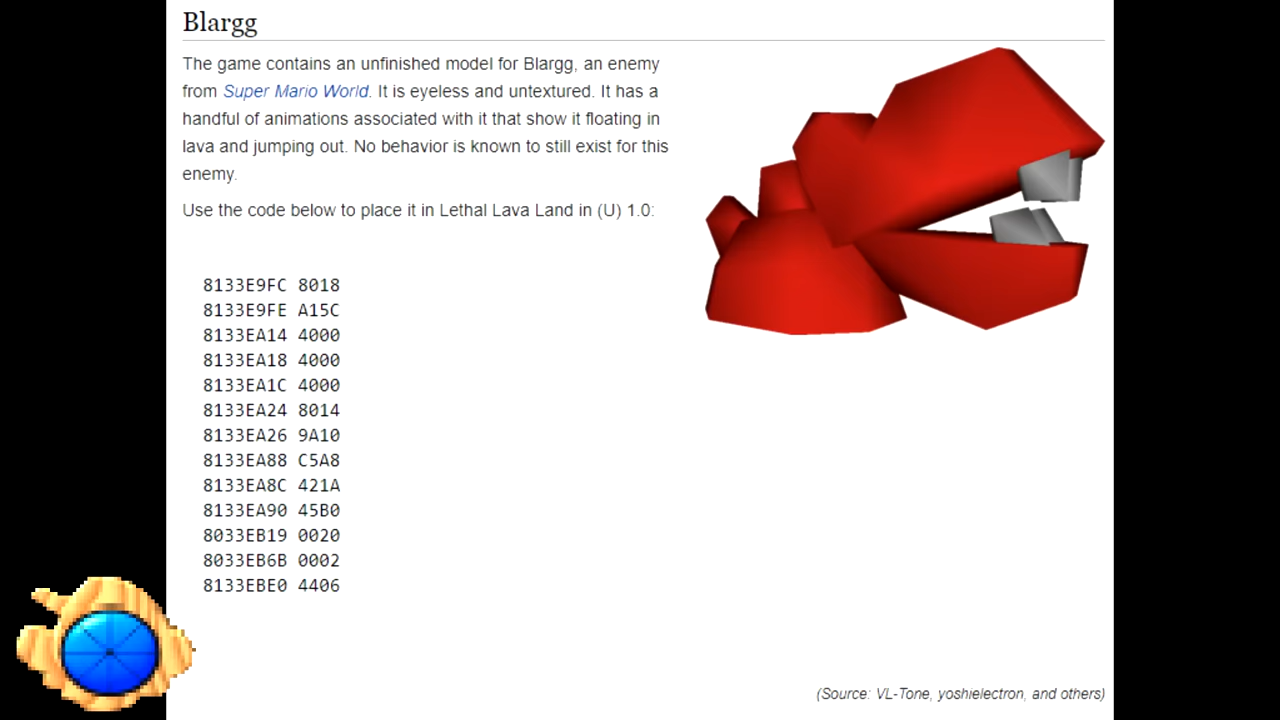 Blargg
The game contains an unfinished model for Blargg, an enemy
from Super Mario World. It is eyeless and untextured. It has a
handful of animations associated with it that show it floating in
lava and jumping out. No behavior is known to still exist for this
enemy.
Use the code below to place it in Lethal Lava Land in (U) 1.0:
8133E9FC 8018
8133E9FE A15C
8133EA14 4000
8133EA18 4000
8133EA1C 4000
8133EA24 8014
8133EA26 9A10
8133EA88 C5A8
8133EA8C 421A
8133EA90 45B0
8033EB19 0020
8033EB6B 0002
8133EBE0 4406
(Source: VL-Tone, yoshielectron, and others)